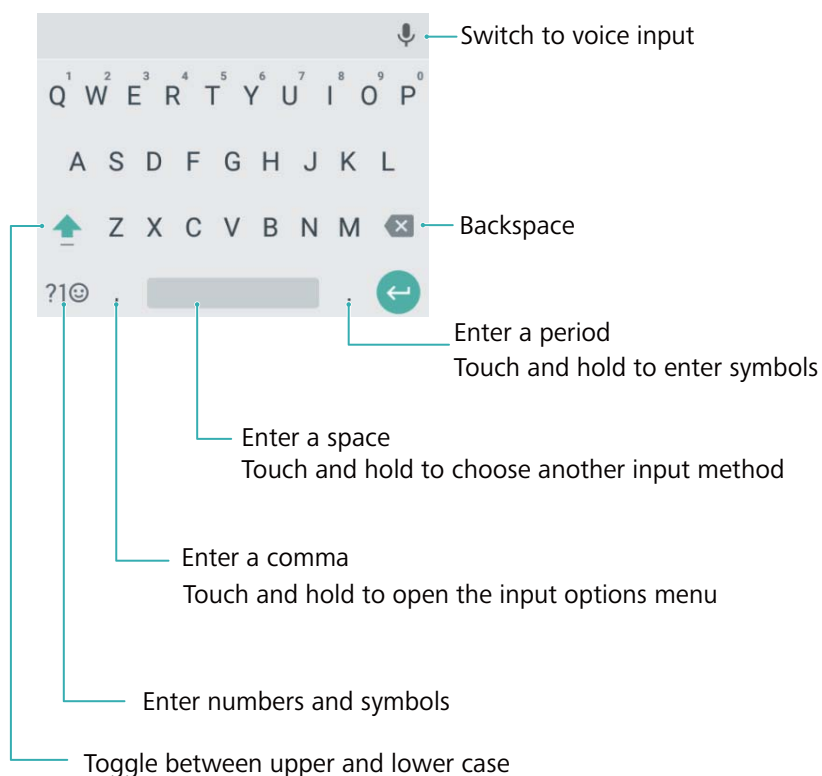 Switch to voice input
1 2 3 4 5 6 7 8 9 0
Q W E R T Y U I O P
A S D F G H J K L
Z X C V B N M
Backspace
?1☺ , .
Enter a period
Touch and hold to enter symbols
Enter a space
Touch and hold to choose another input method
Enter a comma
Touch and hold to open the input options menu
Enter numbers and symbols
Toggle between upper and lower case